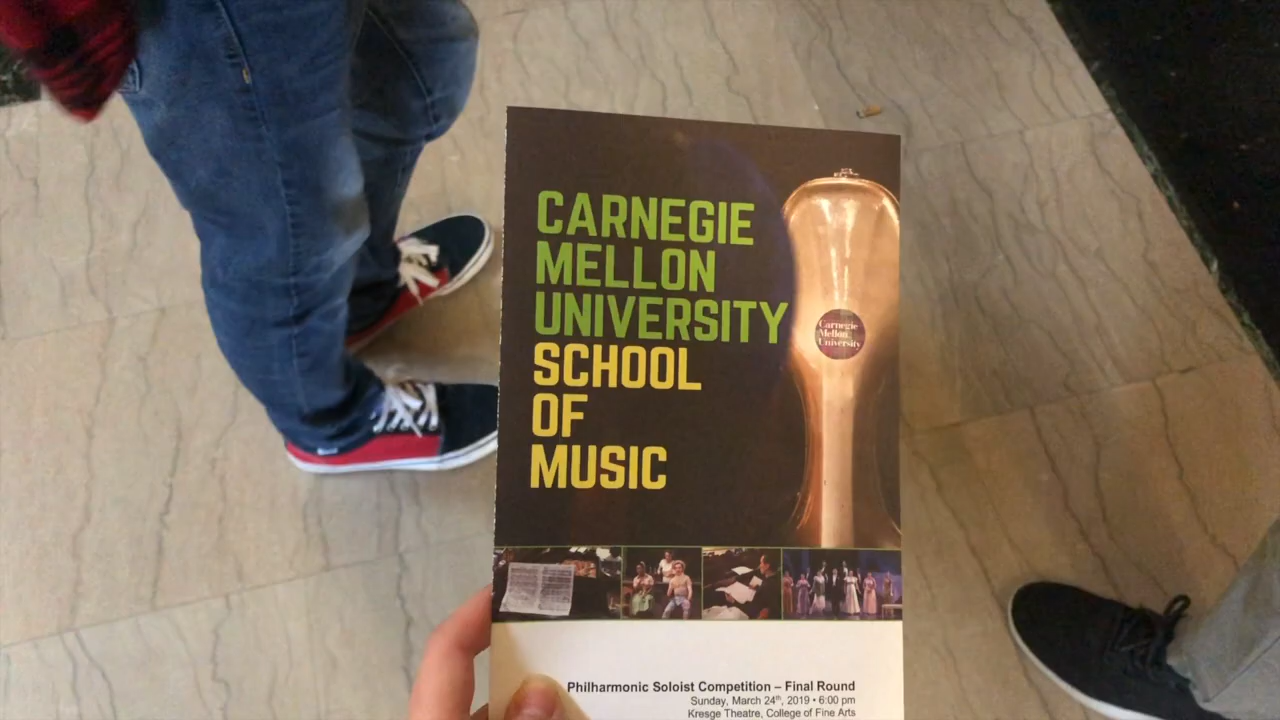 CARNEGIE
MELLON
UNIVERSITY
SCHOOL
OF
MUSIC
Carnegie
Mellon
University
Philharmonic Soloist Competition – Final Round
Sunday, March 24th, 2019 • 6:00 pm
Kresge Theatre, College of Fine Arts